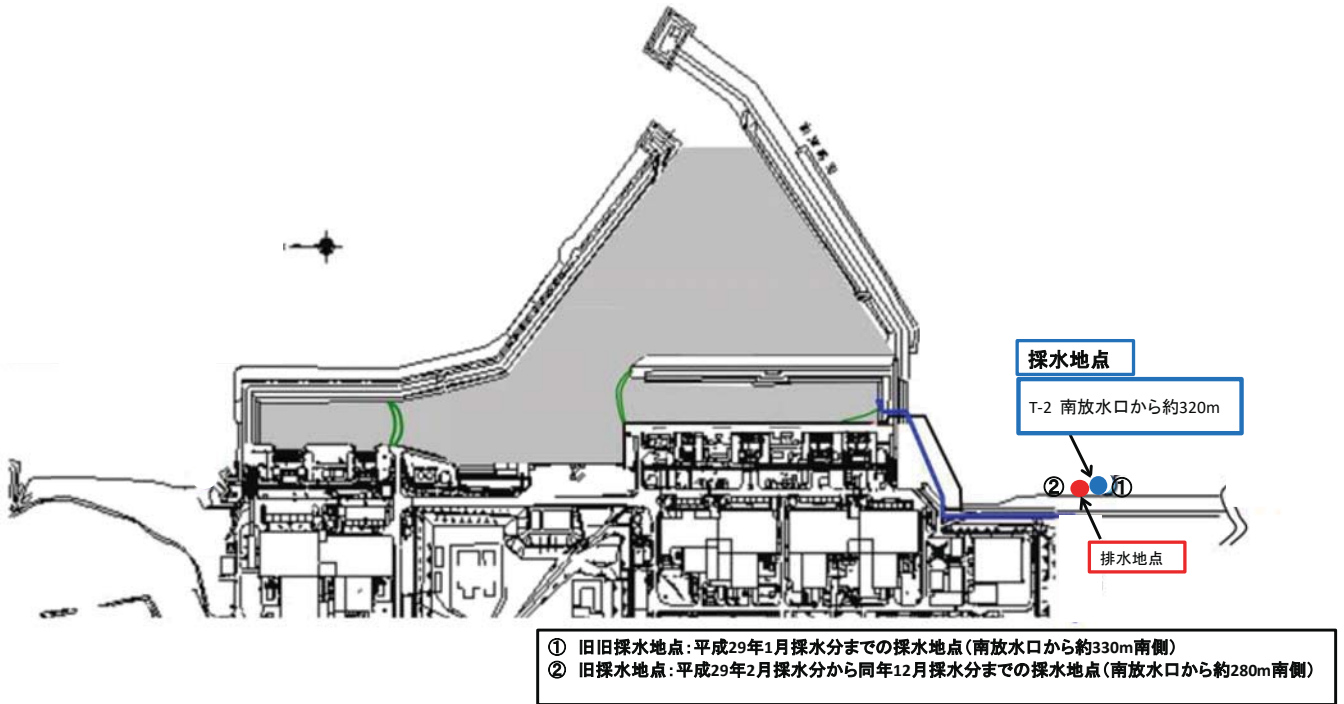 採水地点
T-2 南放水口から約320m
② ①
排水地点
① 旧旧採水地点：平成29年1月採水分までの採水地点（南放水口から約330m南側）
② 旧採水地点：平成29年2月採水分から同年12月採水分までの採水地点（南放水口から約280m南側）